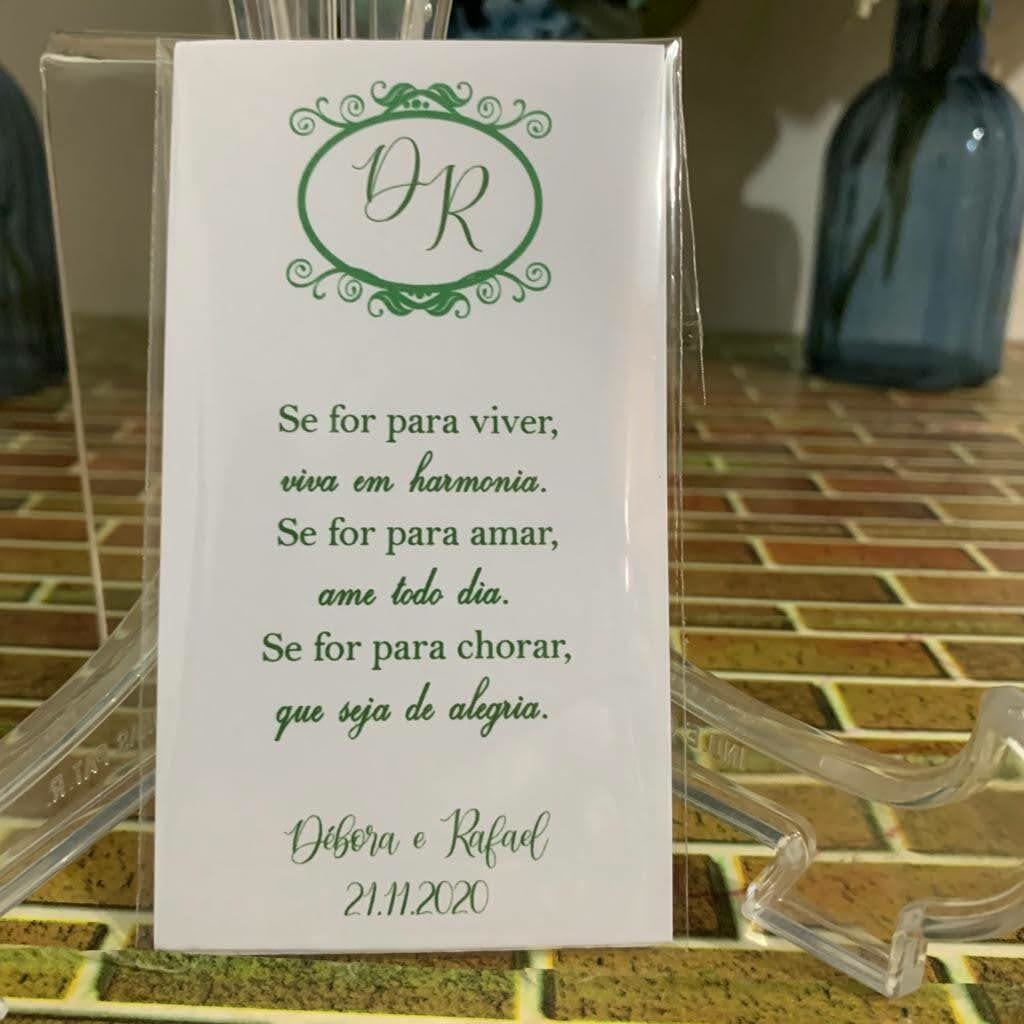 D R
Se for para viver,
viva em harmonia.
Se for para amar,
ame todo dia.
Se for para chorar,
que seja de alegria.
Débora e Rafael
21.11.2020